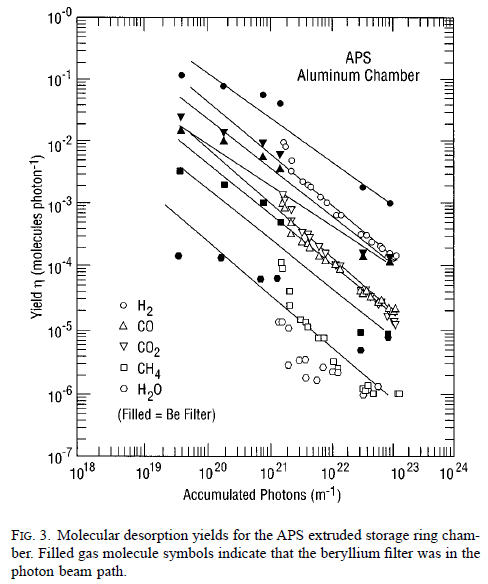 10⁻⁰
10⁻¹
10⁻²
10⁻³
10⁻⁴
10⁻⁵
10⁻⁶
10⁻⁷
Yield η (molecules photon⁻¹)
APS
Aluminum Chamber
H₂
CO
CO₂
CH₄
H₂O
(Filled = Be Filter)
10¹⁸ 10¹⁹ 10²⁰ 10²¹ 10²² 10²³ 10²⁴
Accumulated Photons (m⁻¹)
FIG. 3. Molecular desorption yields for the APS extruded storage ring cham-
ber. Filled gas molecule symbols indicate that the beryllium filter was in the
photon beam path.